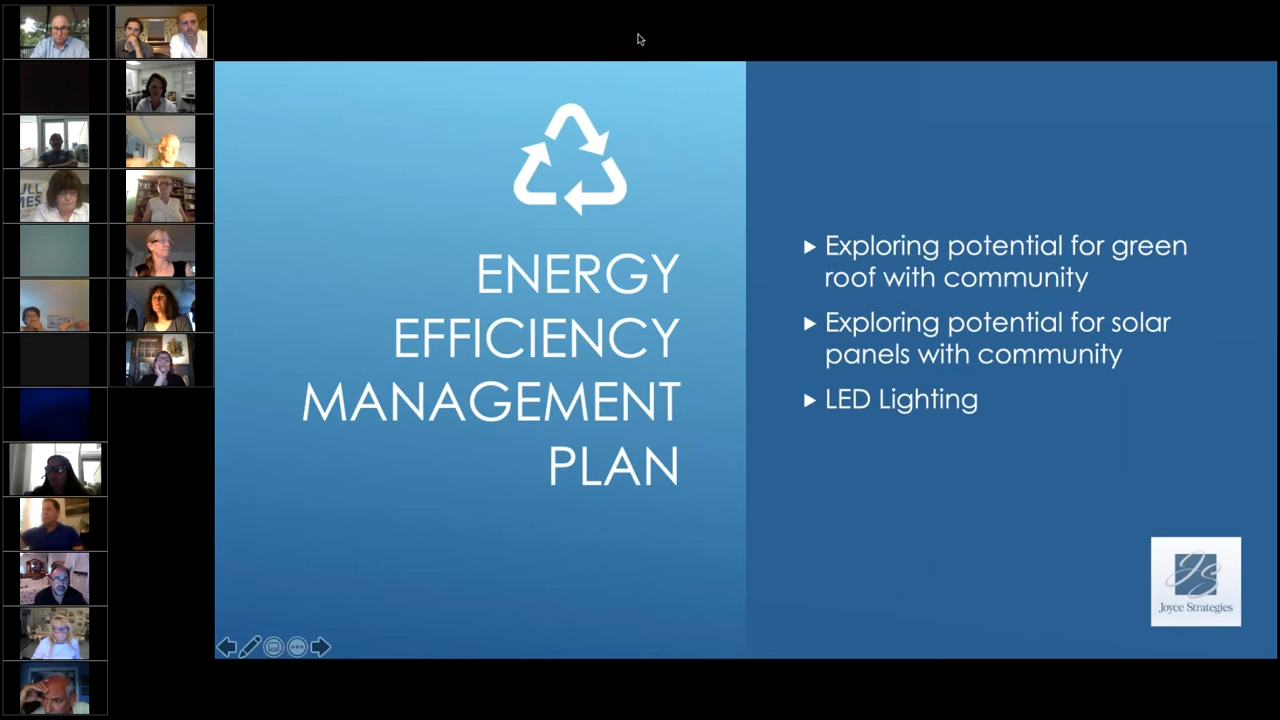 ENERGY
EFFICIENCY
MANAGEMENT
PLAN
Exploring potential for green
roof with community
Exploring potential for solar
panels with community
LED Lighting
JS
Joyce Strategies